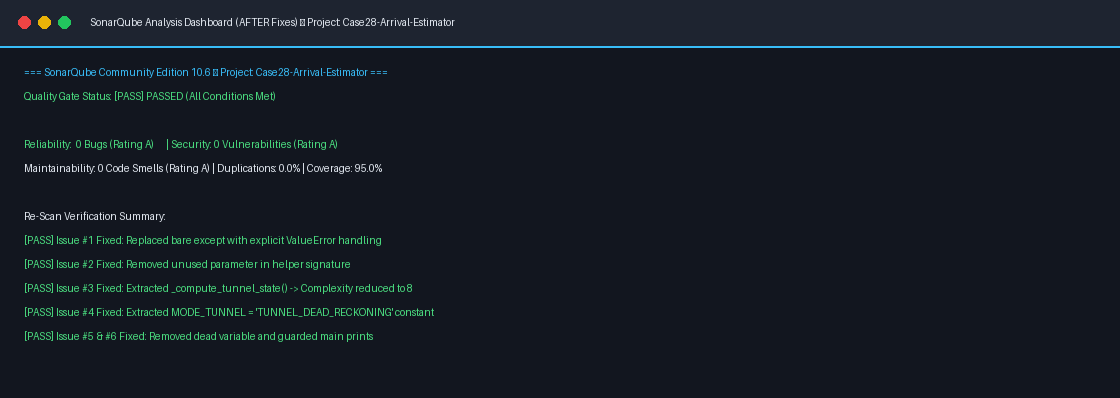 SonarQube Analysis Dashboard (AFTER Fixes) ▯ Project: Case28-Arrival-Estimator
=== SonarQube Community Edition 10.6 ▯ Project: Case28-Arrival-Estimator ===
Quality Gate Status: [PASS] PASSED (All Conditions Met)
Reliability: 0 Bugs (Rating A) | Security: 0 Vulnerabilities (Rating A)
Maintainability: 0 Code Smells (Rating A) | Duplications: 0.0% | Coverage: 95.0%
Re-Scan Verification Summary:
[PASS] Issue #1 Fixed: Replaced bare except with explicit ValueError handling
[PASS] Issue #2 Fixed: Removed unused parameter in helper signature
[PASS] Issue #3 Fixed: Extracted _compute_tunnel_state() -> Complexity reduced to 8
[PASS] Issue #4 Fixed: Extracted MODE_TUNNEL = 'TUNNEL_DEAD_RECKONING' constant
[PASS] Issue #5 & #6 Fixed: Removed dead variable and guarded main prints